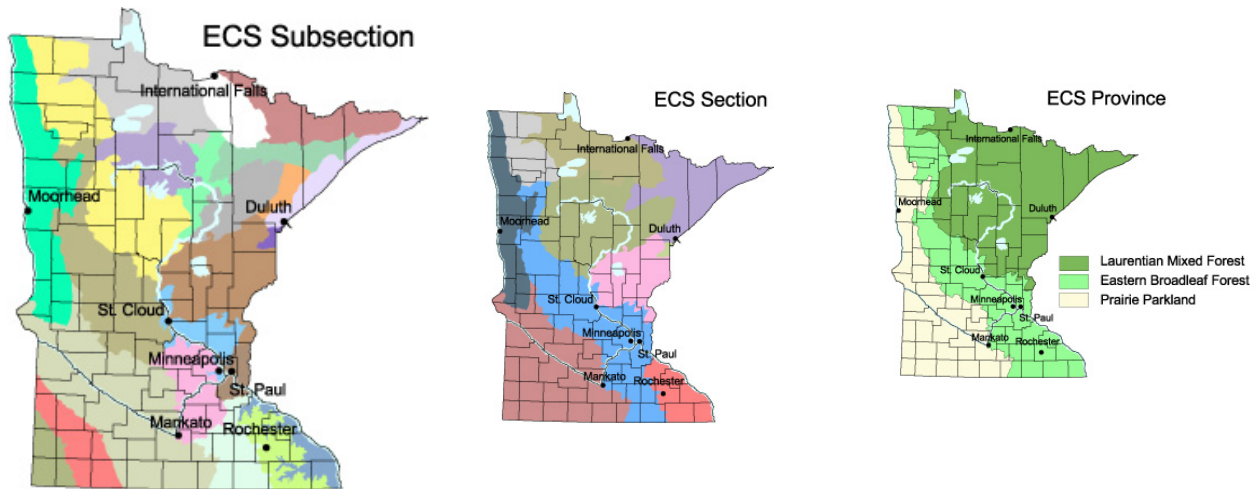 ECS Subsection
International Falls
Moorhead
Duluth
St. Cloud
Minneapolis
St. Paul
Mankato
Rochester
ECS Section
International Falls
Moorhead
Duluth
St. Cloud
Minneapolis
St. Paul
Mankato
Rochester
ECS Province
International Falls
Moorhead
Duluth
St. Cloud
Minneapolis
St. Paul
Mankato
Rochester
Laurentian Mixed Forest
Eastern Broadleaf Forest
Prairie Parkland